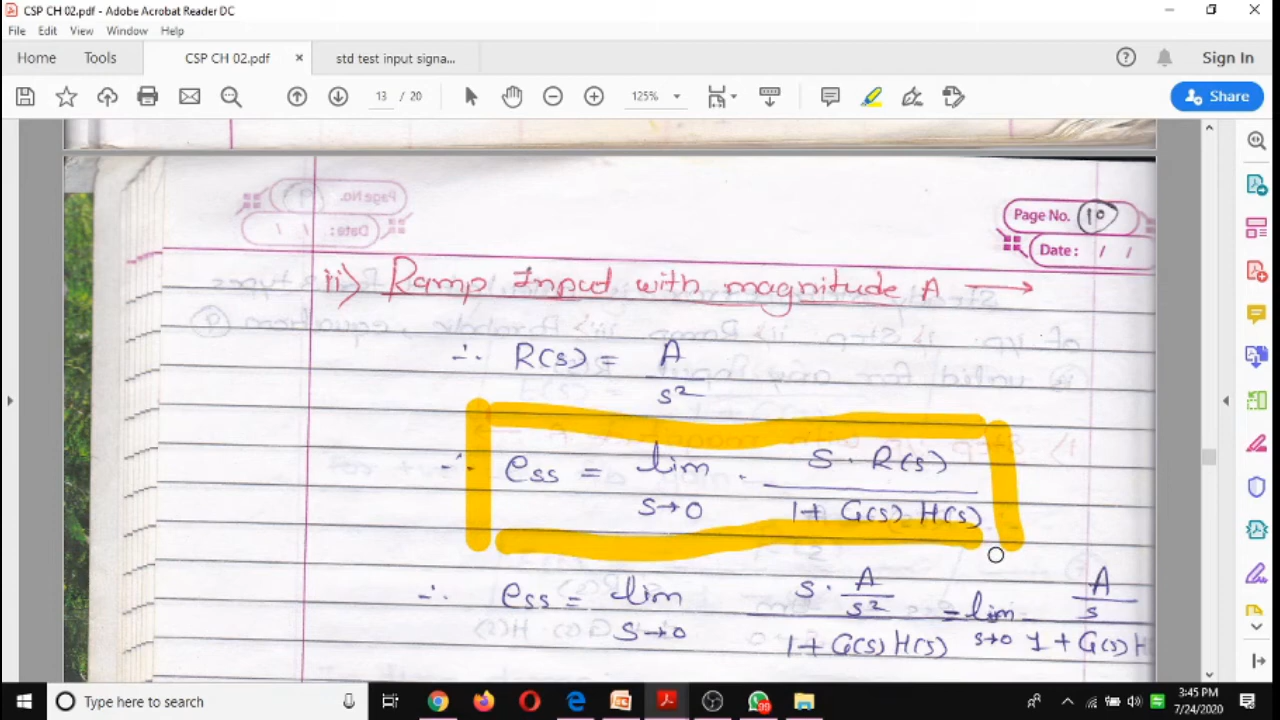 CSP CH 02.pdf - Adobe Acrobat Reader DC
File Edit View Window Help
Home Tools CSP CH 02.pdf × std test input signa... Sign In
13 / 20 125% Share
Page No.
Date: / /
Page No. 10
Date: / /
ii) Ramp Input with magnitude A →
∴ R(s) = A
s²
∴ ess = lim . S · R(s)
s→0 1 + G(s) H(s)
∴ ess = lim s · A/s² = lim A/s
s→0 1 + G(s) H(s) s→0 1 + G(s) H
Type here to search
3:45 PM
7/24/2020